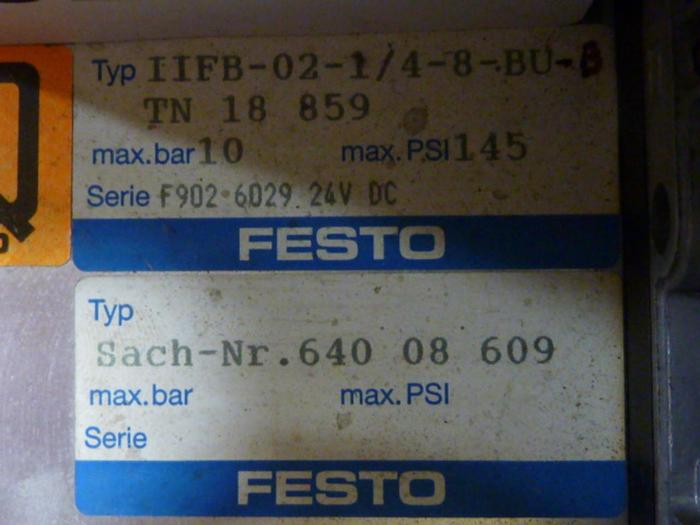 Typ IIFB-02-1/4-8-BU-B
TN 18 859
max.bar 10 max.PSI 145
Serie F902 6029 24V DC
FESTO
Typ
Sach-Nr.640 08 609
max.bar max.PSI
Serie
FESTO